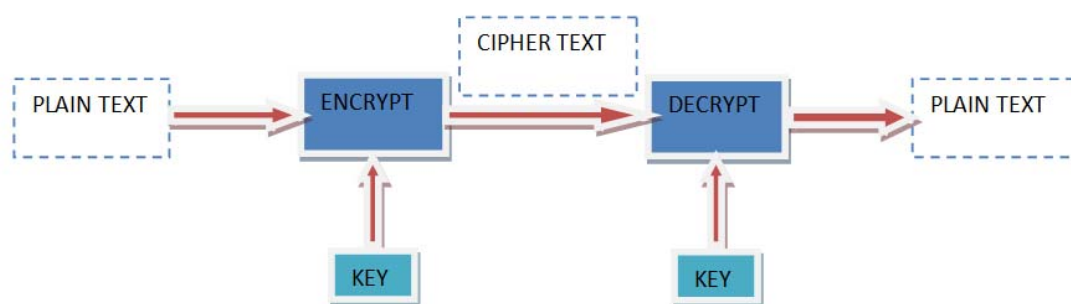 CIPHER TEXT
PLAIN TEXT
ENCRYPT
DECRYPT
PLAIN TEXT
KEY
KEY